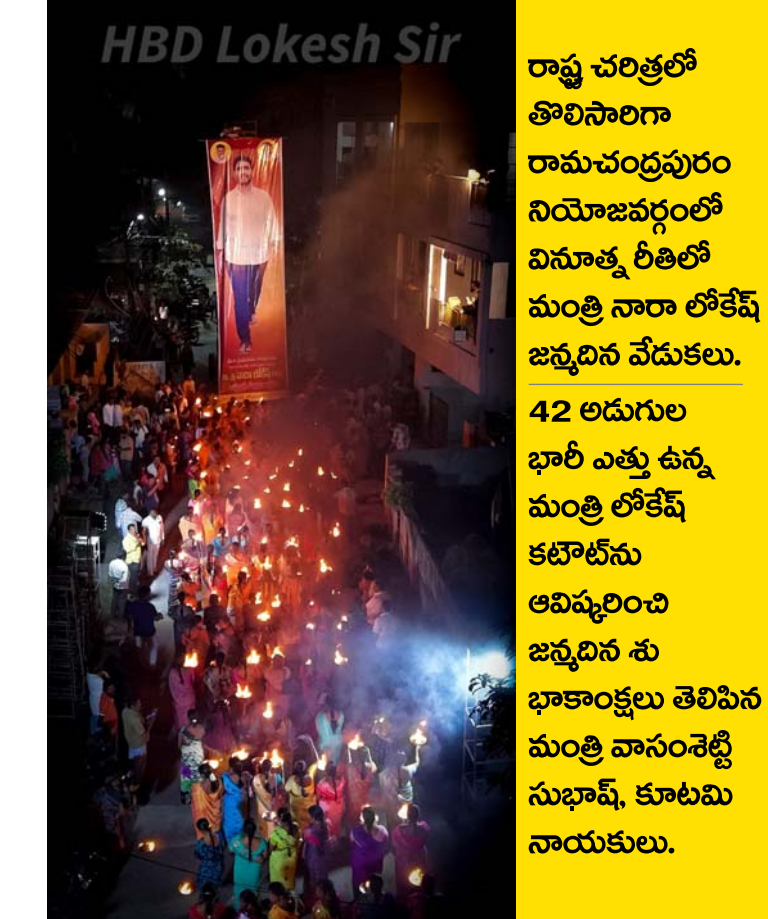 HBD Lokesh Sir
రాష్ట్ర చరిత్రలో
తొలిసారిగా
రామచంద్రపురం
నియోజవర్గంలో
వినూత్న రీతిలో
మంత్రి నారా లోకేష్
జన్మదిన వేడుకలు.
42 అడుగుల
భారీ ఎత్తు ఉన్న
మంత్రి లోకేష్
కటౌట్‌ను
ఆవిష్కరించి
జన్మదిన శు
భాకాంక్షలు తెలిపిన
మంత్రి వాసంశెట్టి
సుభాష్, కూటమి
నాయకులు.